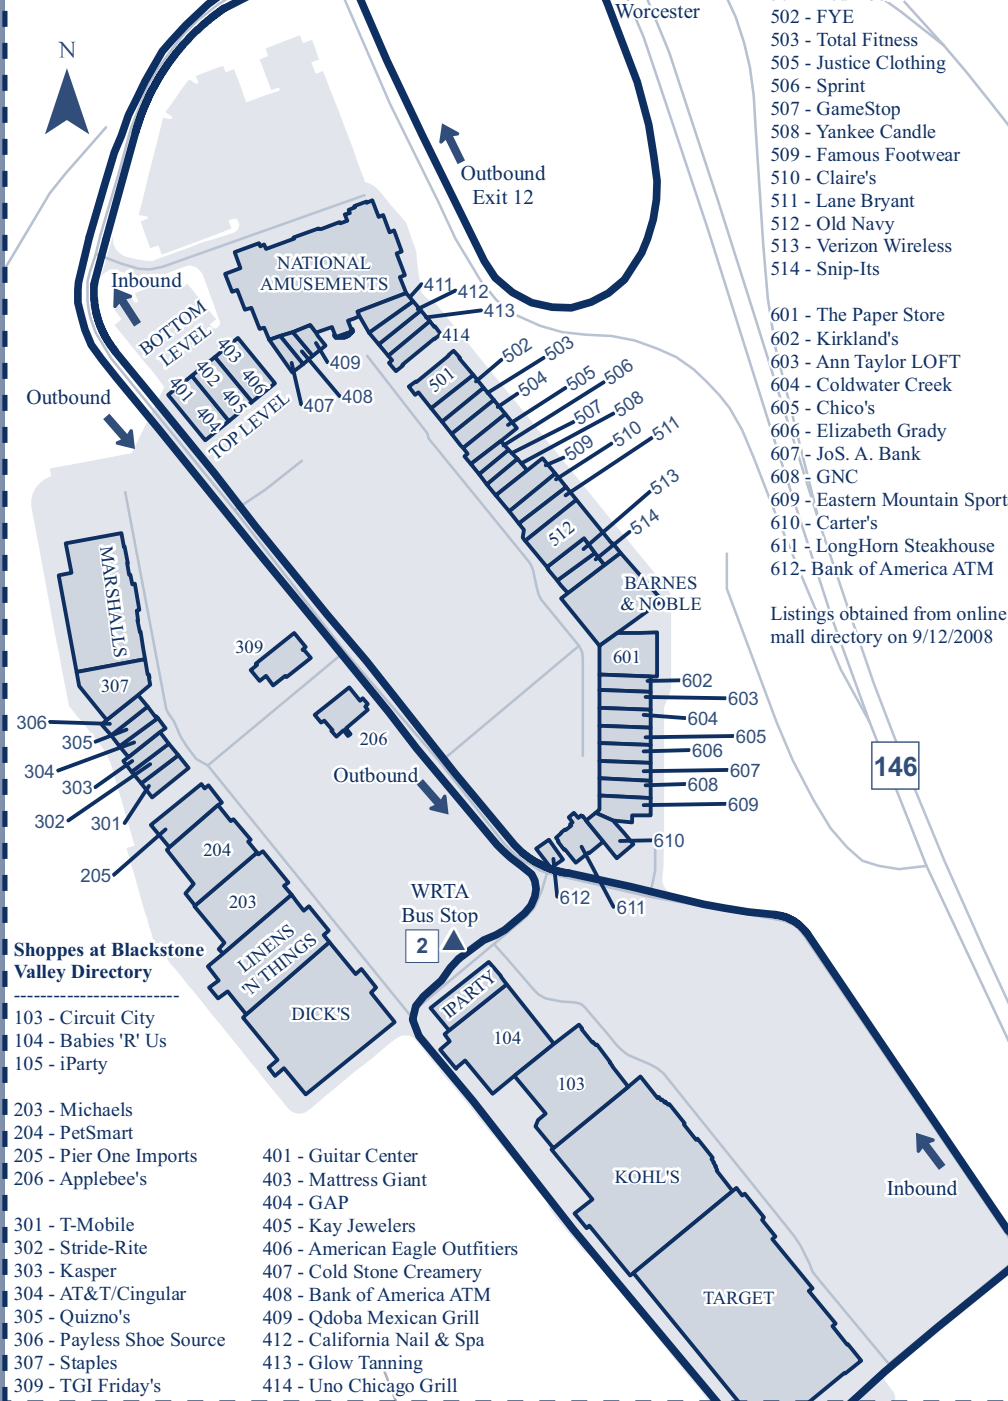 Worcester
502 - FYE
503 - Total Fitness
505 - Justice Clothing
506 - Sprint
507 - GameStop
508 - Yankee Candle
509 - Famous Footwear
510 - Claire's
511 - Lane Bryant
512 - Old Navy
513 - Verizon Wireless
514 - Snip-Its
601 - The Paper Store
602 - Kirkland's
603 - Ann Taylor LOFT
604 - Coldwater Creek
605 - Chico's
606 - Elizabeth Grady
607 - JoS. A. Bank
608 - GNC
609 - Eastern Mountain Sport
610 - Carter's
611 - LongHorn Steakhouse
612- Bank of America ATM
Listings obtained from online
mall directory on 9/12/2008
N
Outbound
Exit 12
NATIONAL
AMUSEMENTS
Inbound
BOTTOM
LEVEL
411
412
413
414
409
408
407
403
402
401
406
405
404
TOP LEVEL
Outbound
501
502
503
504
505
506
507
508
509
510
511
512
513
514
BARNES
& NOBLE
MARSHALLS
307
309
206
306
305
304
303
302
301
601
602
603
604
605
606
607
608
609
610
611
612
146
Outbound
205
204
203
LINENS
'N THINGS
DICK'S
WRTA
Bus Stop
2
IPARTY
104
103
KOHL'S
TARGET
Inbound
Shoppes at Blackstone
Valley Directory
-------------------------
103 - Circuit City
104 - Babies 'R' Us
105 - iParty
203 - Michaels
204 - PetSmart
205 - Pier One Imports
206 - Applebee's
301 - T-Mobile
302 - Stride-Rite
303 - Kasper
304 - AT&T/Cingular
305 - Quizno's
306 - Payless Shoe Source
307 - Staples
309 - TGI Friday's
401 - Guitar Center
403 - Mattress Giant
404 - GAP
405 - Kay Jewelers
406 - American Eagle Outfitiers
407 - Cold Stone Creamery
408 - Bank of America ATM
409 - Qdoba Mexican Grill
412 - California Nail & Spa
413 - Glow Tanning
414 - Uno Chicago Grill